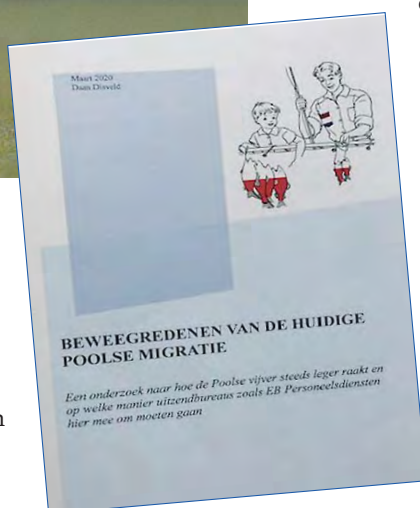 Maart 2020
Daan Disveld
BEWEEGREDENEN VAN DE HUIDIGE
POOLSE MIGRATIE
Een onderzoek naar hoe de Poolse vijver steeds leger raakt en
op welke manier uitzendbureaus zoals EB Personeelsdiensten
hier mee om moeten gaan